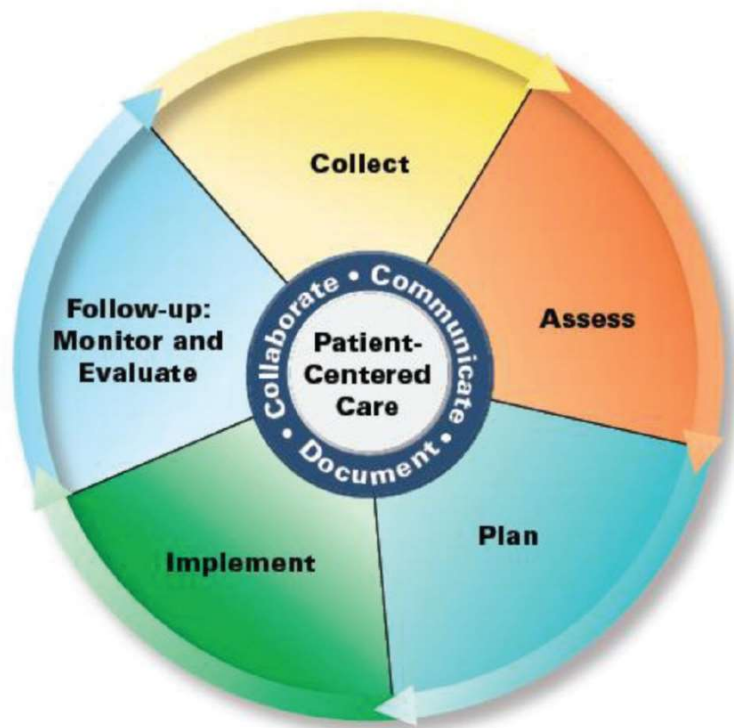 Collect
Assess
Plan
Implement
Follow-up:
Monitor and
Evaluate
Collaborate • Communicate • Document •
Patient-
Centered
Care